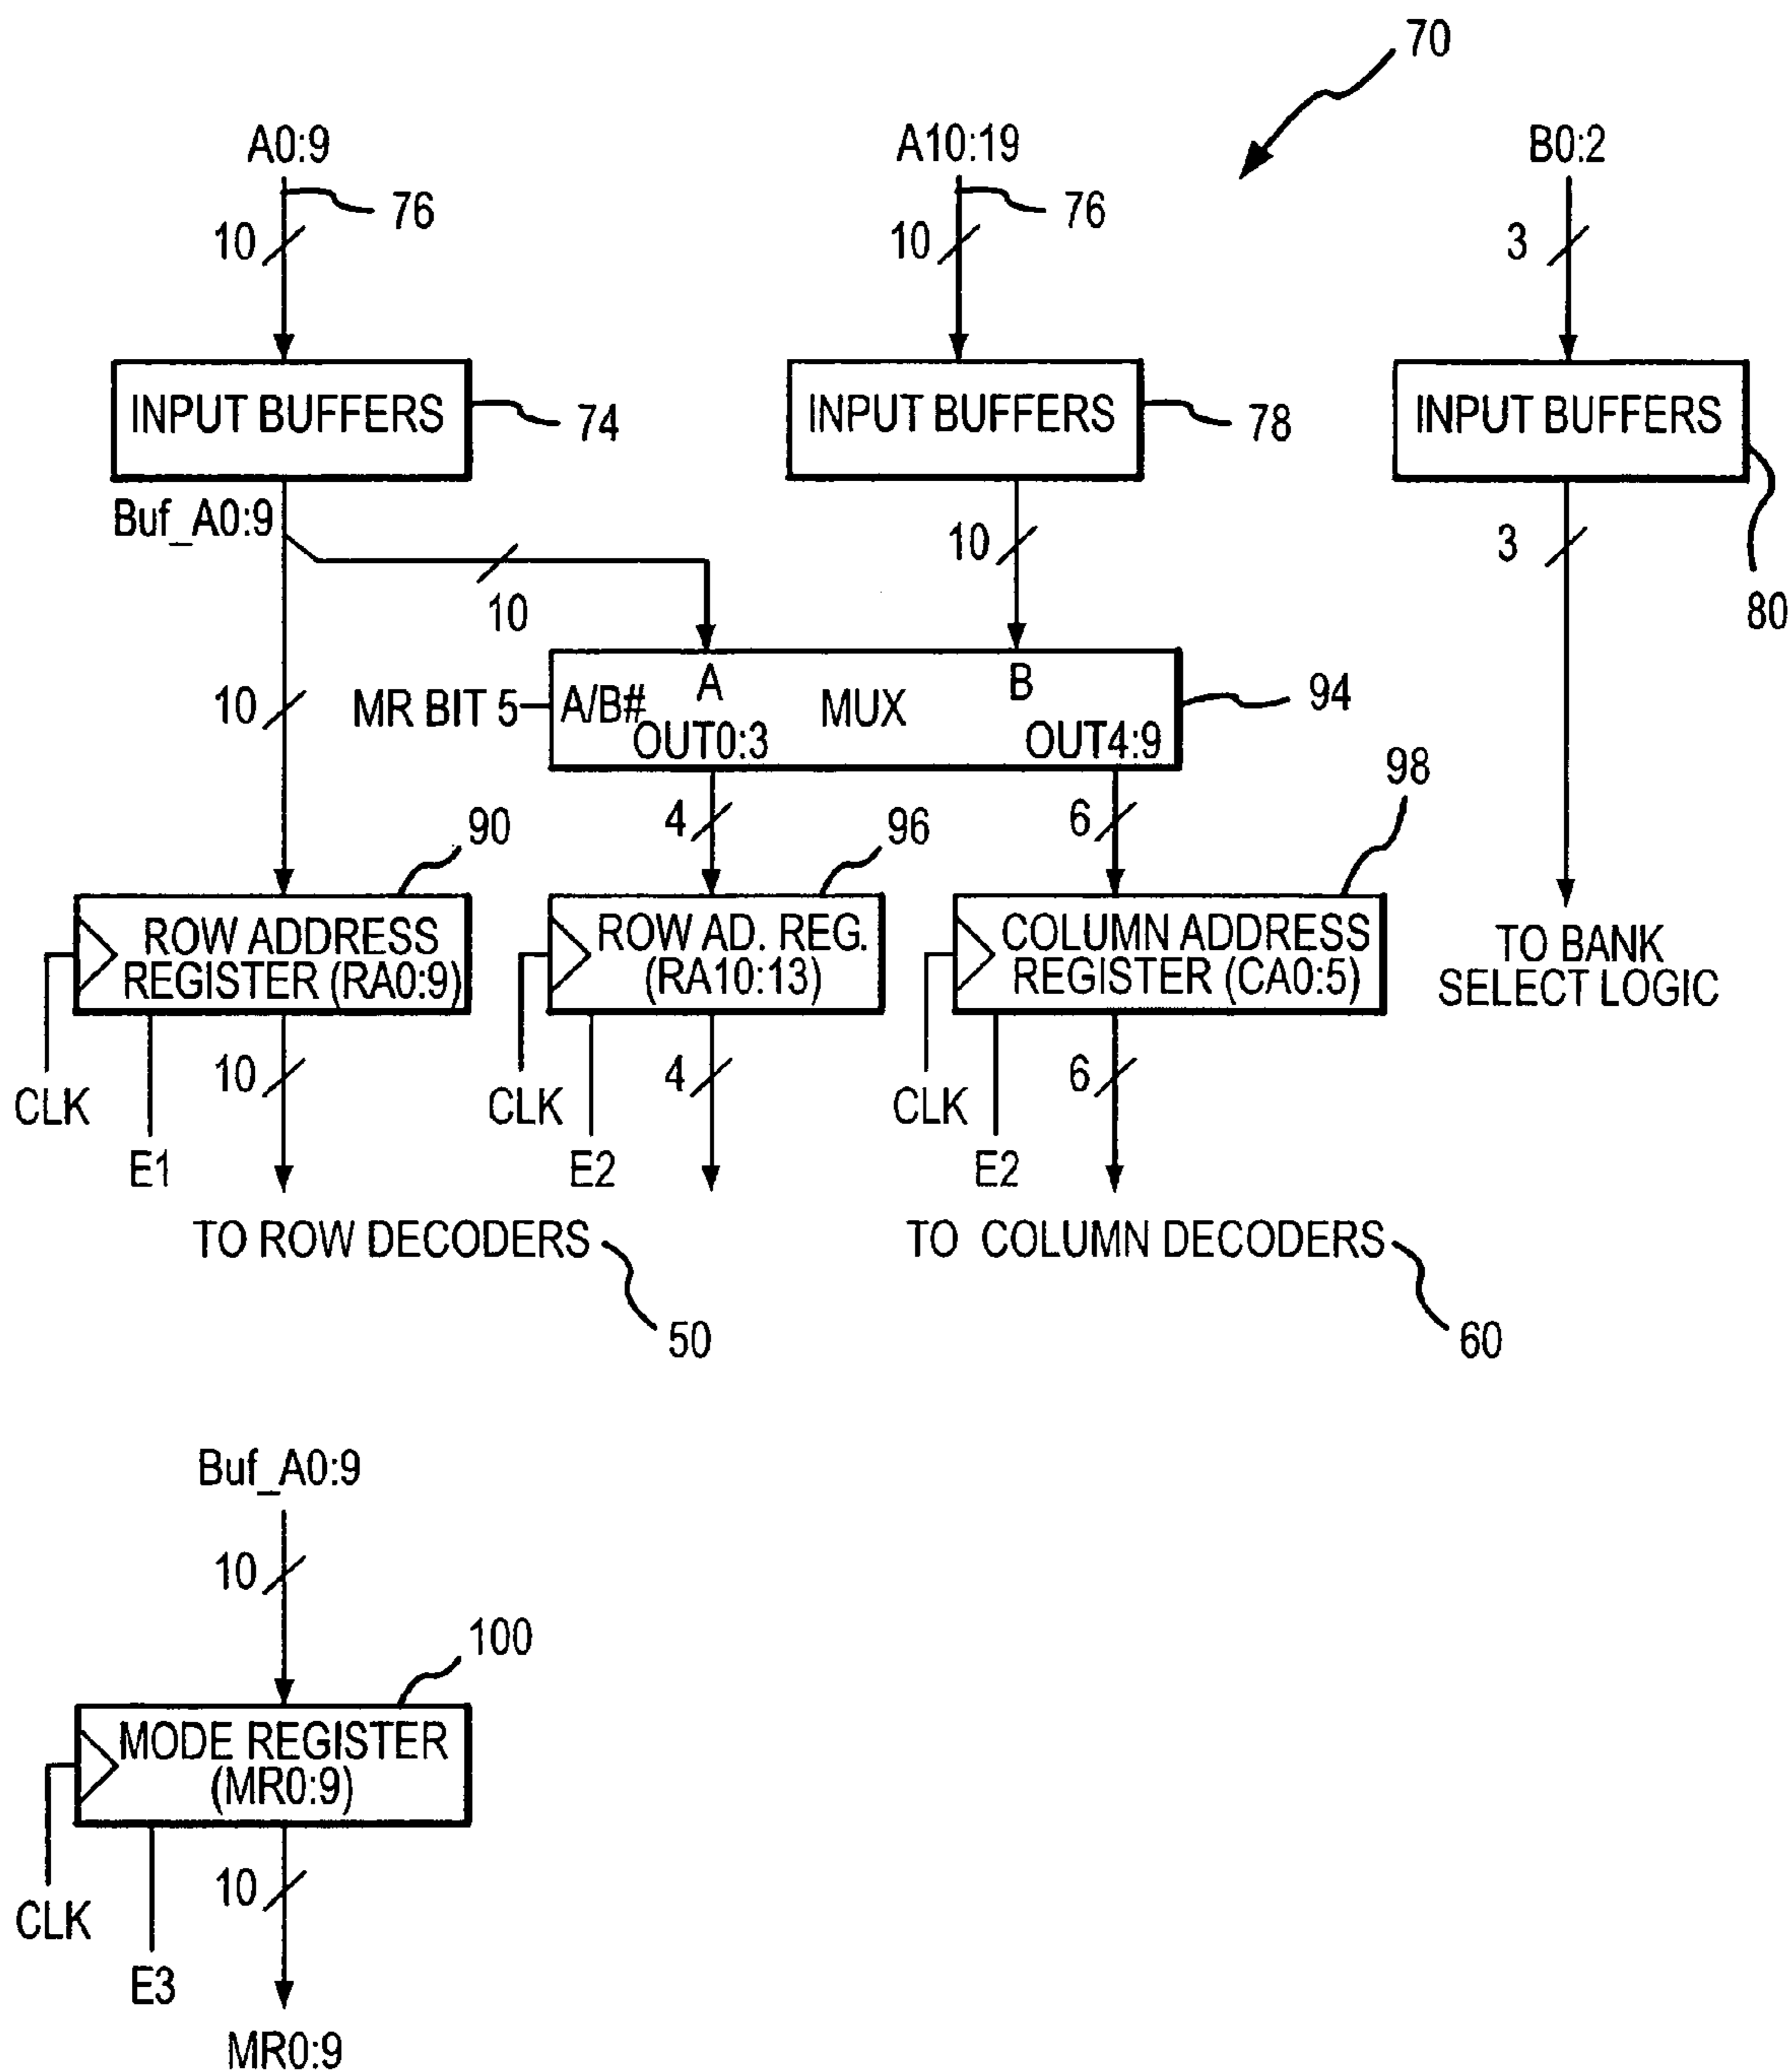 70
A0:9
A10:19
B0:2
76
76
10
10
3
INPUT BUFFERS
74
INPUT BUFFERS
78
INPUT BUFFERS
80
Buf_A0:9
10
10
3
10
MR BIT 5
A/B#
A
MUX
B
94
OUT0:3
OUT4:9
4
6
90
96
98
ROW ADDRESS
REGISTER (RA0:9)
ROW AD. REG.
(RA10:13)
COLUMN ADDRESS
REGISTER (CA0:5)
TO BANK
SELECT LOGIC
CLK
E1
10
CLK
E2
4
CLK
E2
6
TO ROW DECODERS
50
TO COLUMN DECODERS
60
Buf_A0:9
10
100
MODE REGISTER
(MR0:9)
CLK
E3
10
MR0:9